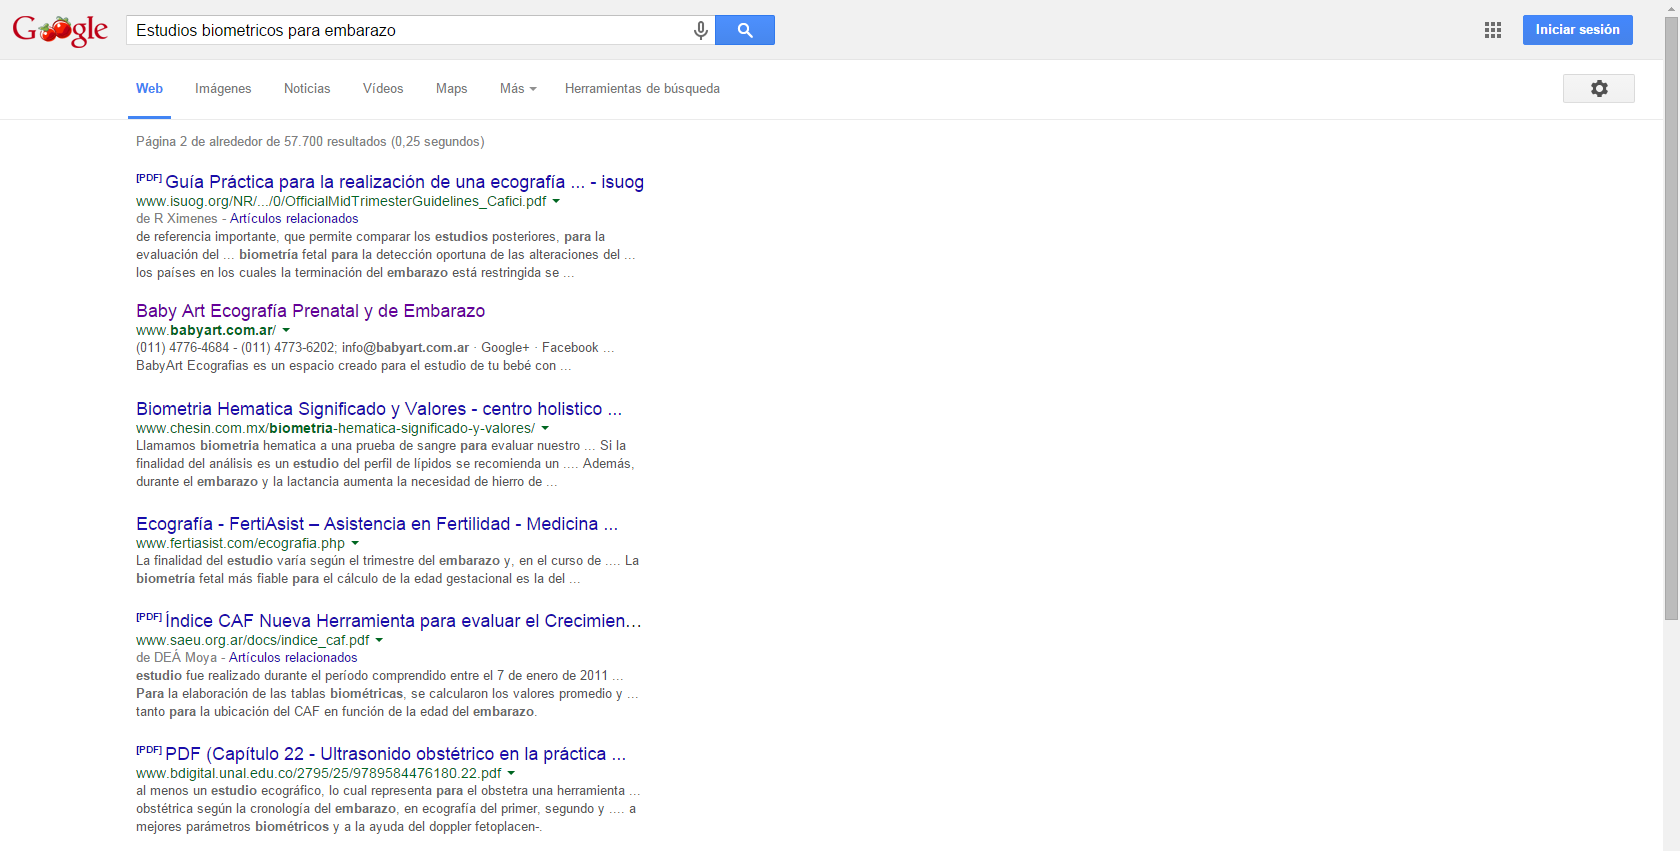 Google
Estudios biometricos para embarazo
Iniciar sesión
Web Imágenes Noticias Vídeos Maps Más Herramientas de búsqueda
Página 2 de alrededor de 57.700 resultados (0,25 segundos)
[PDF] Guía Práctica para la realización de una ecografía ... - isuog
www.isuog.org/NR/.../0/OfficialMidTrimesterGuidelines_Cafici.pdf
de R Ximenes - Artículos relacionados
de referencia importante, que permite comparar los estudios posteriores, para la
evaluación del ... biometría fetal para la detección oportuna de las alteraciones del ...
los países en los cuales la terminación del embarazo está restringida se ...
Baby Art Ecografía Prenatal y de Embarazo
www.babyart.com.ar/
(011) 4776-4684 - (011) 4773-6202; info@babyart.com.ar · Google+ · Facebook ...
BabyArt Ecografias es un espacio creado para el estudio de tu bebé con ...
Biometria Hematica Significado y Valores - centro holistico ...
www.chesin.com.mx/biometria-hematica-significado-y-valores/
Llamamos biometria hematica a una prueba de sangre para evaluar nuestro ... Si la
finalidad del análisis es un estudio del perfil de lípidos se recomienda un .... Además,
durante el embarazo y la lactancia aumenta la necesidad de hierro de ...
Ecografía - FertiAsist – Asistencia en Fertilidad - Medicina ...
www.fertiasist.com/ecografia.php
La finalidad del estudio varía según el trimestre del embarazo y, en el curso de .... La
biometría fetal más fiable para el cálculo de la edad gestacional es la del ...
[PDF] Índice CAF Nueva Herramienta para evaluar el Crecimien...
www.saeu.org.ar/docs/indice_caf.pdf
de DEÁ Moya - Artículos relacionados
estudio fue realizado durante el período comprendido entre el 7 de enero de 2011 ...
Para la elaboración de las tablas biométricas, se calcularon los valores promedio y ...
tanto para la ubicación del CAF en función de la edad del embarazo.
[PDF] PDF (Capítulo 22 - Ultrasonido obstétrico en la práctica ...
www.bdigital.unal.edu.co/2795/25/9789584476180.22.pdf
al menos un estudio ecográfico, lo cual representa para el obstetra una herramienta ...
obstétrica según la cronología del embarazo, en ecografía del primer, segundo y .... a
mejores parámetros biométricos y a la ayuda del doppler fetoplacen-.